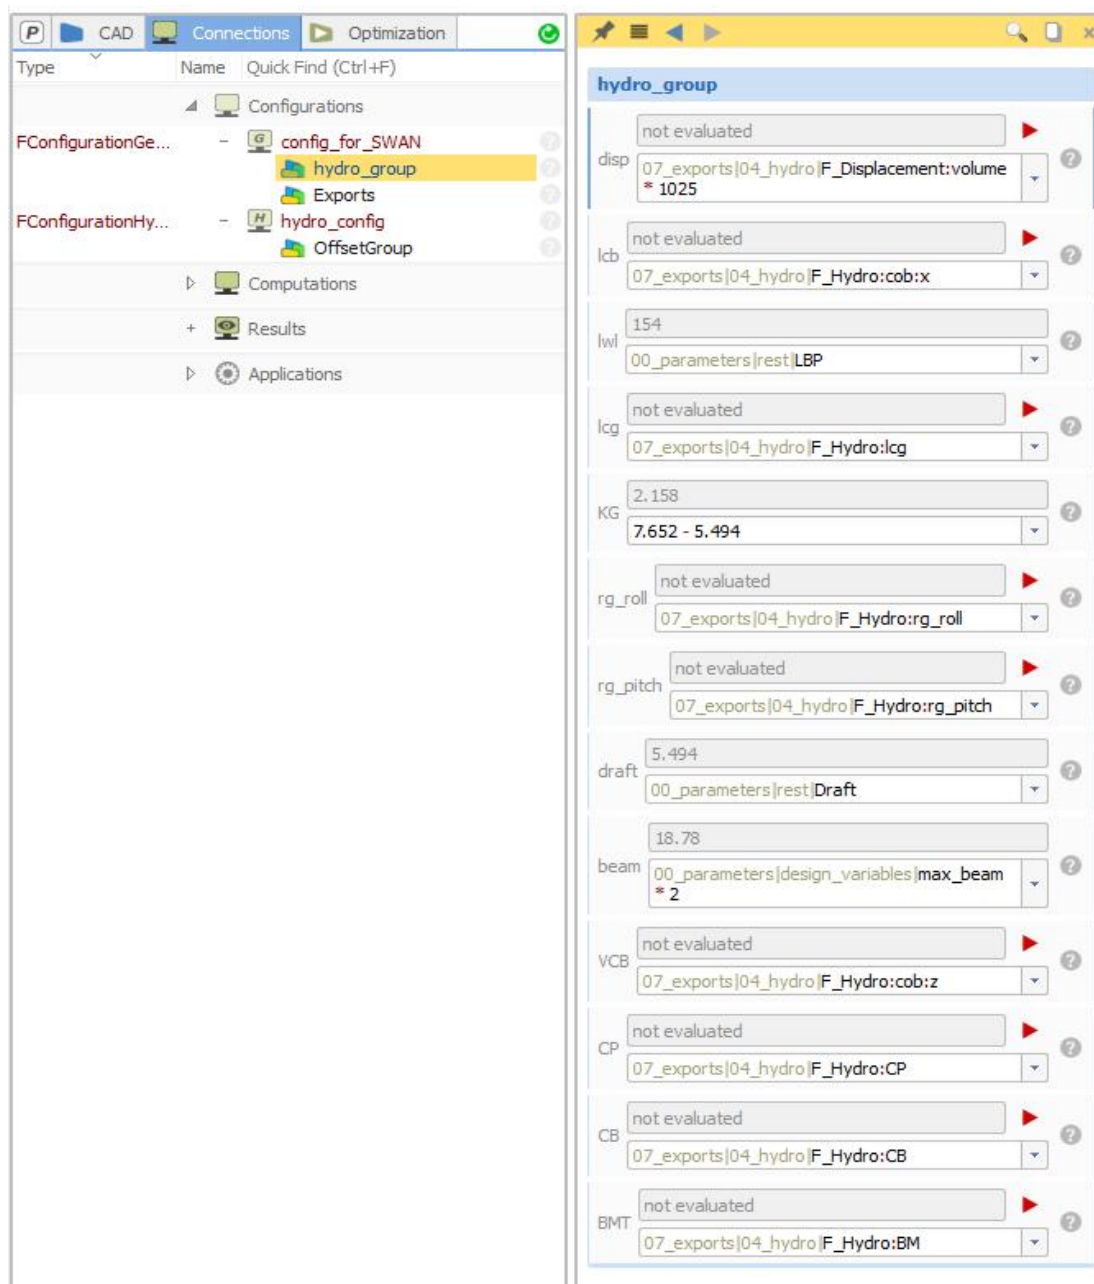 P CAD Connections Optimization
Type Name Quick Find (Ctrl+F)
Configurations
FConfigurationGe... G config_for_SWAN
hydro_group
Exports
FConfigurationHy... H hydro_config
OffsetGroup
Computations
Results
Applications
hydro_group
not evaluated
disp
07_exports|04_hydro|F_Displacement:volume
* 1025
not evaluated
lcb
07_exports|04_hydro|F_Hydro:cob:x
154
lwl
00_parameters|rest|LBP
not evaluated
lcg
07_exports|04_hydro|F_Hydro:lcg
2.158
KG
7.652 - 5.494
not evaluated
rg_roll
07_exports|04_hydro|F_Hydro:rg_roll
not evaluated
rg_pitch
07_exports|04_hydro|F_Hydro:rg_pitch
5.494
draft
00_parameters|rest|Draft
18.78
beam
00_parameters|design_variables|max_beam
* 2
not evaluated
VCB
07_exports|04_hydro|F_Hydro:cob:z
not evaluated
CP
07_exports|04_hydro|F_Hydro:CP
not evaluated
CB
07_exports|04_hydro|F_Hydro:CB
not evaluated
BMT
07_exports|04_hydro|F_Hydro:BM